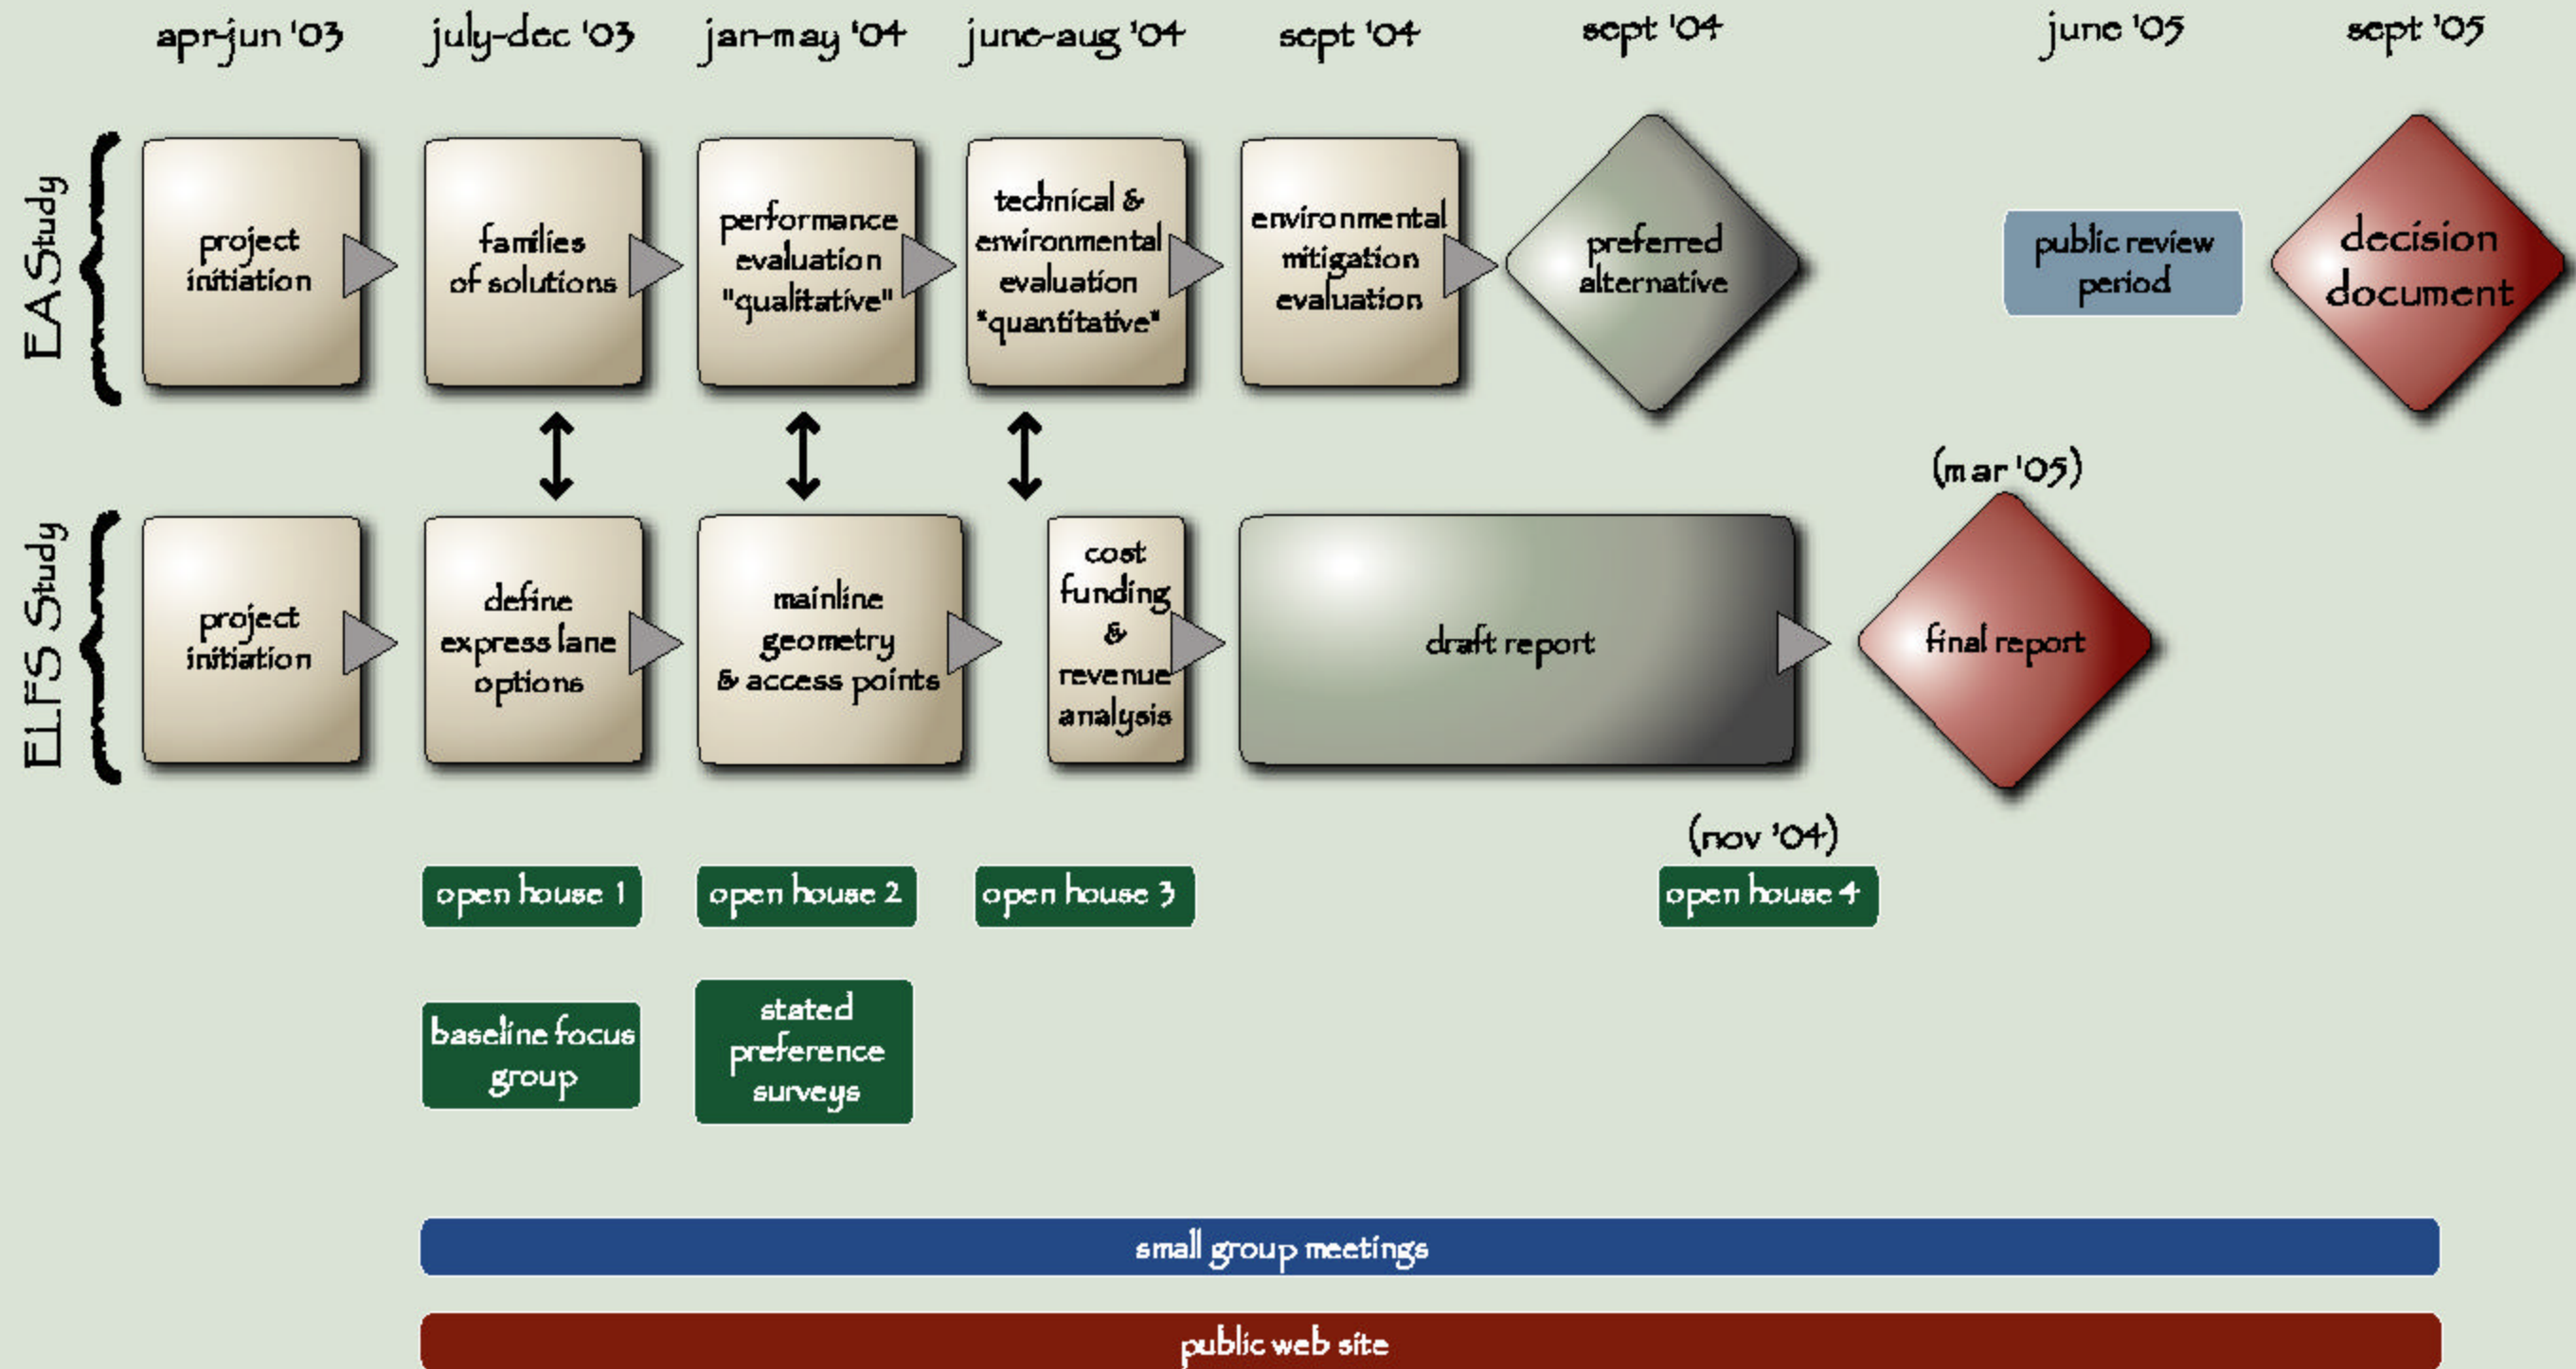 apr-jun '03
july-dec '03
jan-may '04
june-aug '04
sept '04
sept '04
june '05
sept '05
EA Study
project
initiation
families
of solutions
performance
evaluation
"qualitative"
technical &
environmental
evaluation
"quantitative"
environmental
mitigation
evaluation
preferred
alternative
public review
period
decision
document
ELFS Study
project
initiation
define
express lane
options
mainline
geometry
& access points
cost
funding
&
revenue
analysis
draft report
(mar '05)
final report
open house 1
open house 2
open house 3
(nov '04)
open house 4
baseline focus
group
stated
preference
surveys
small group meetings
public web site